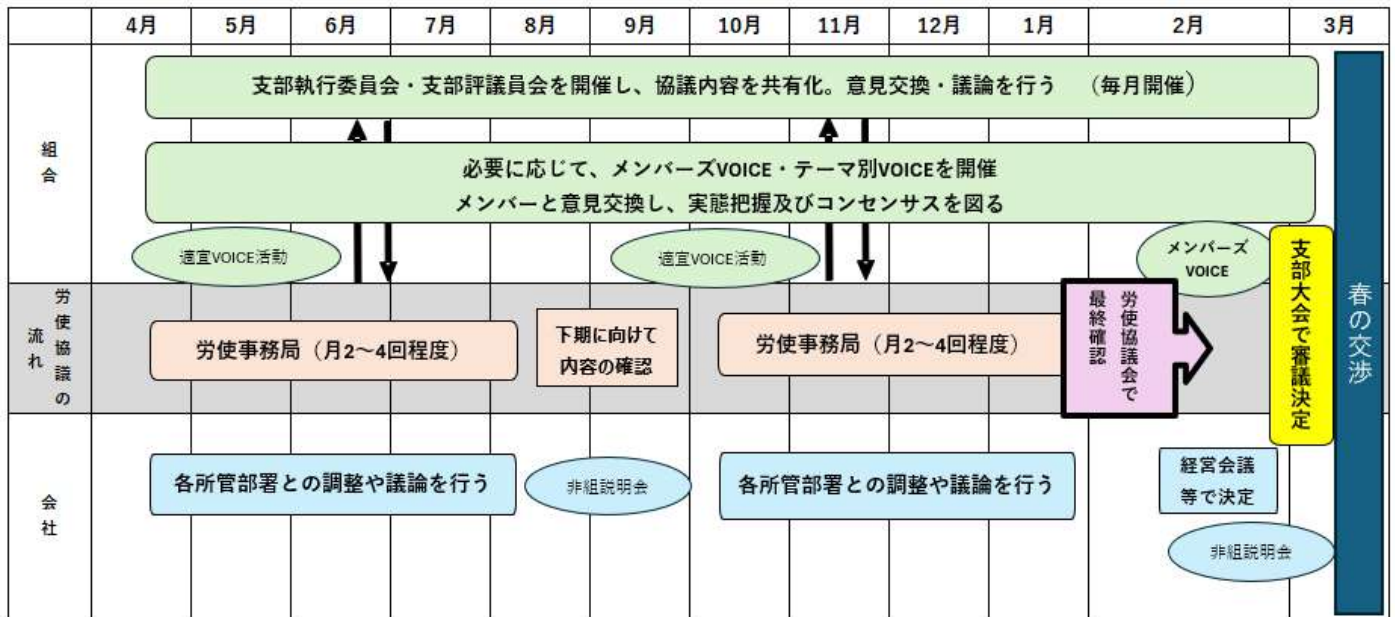 4月 5月 6月 7月 8月 9月 10月 11月 12月 1月 2月 3月
組合
支部執行委員会・支部評議員会を開催し、協議内容を共有化。意見交換・議論を行う　（毎月開催）
必要に応じて、メンバーズVOICE・テーマ別VOICEを開催
メンバーと意見交換し、実態把握及びコンセンサスを図る
適宜VOICE活動
適宜VOICE活動
メンバーズ
VOICE
支部大会で審議決定
春の交渉
労使協議の
流れ
労使事務局（月2～4回程度）
下期に向けて
内容の確認
労使事務局（月2～4回程度）
労使協議会で
最終確認
会社
各所管部署との調整や議論を行う
非組説明会
各所管部署との調整や議論を行う
経営会議
等で決定
非組説明会